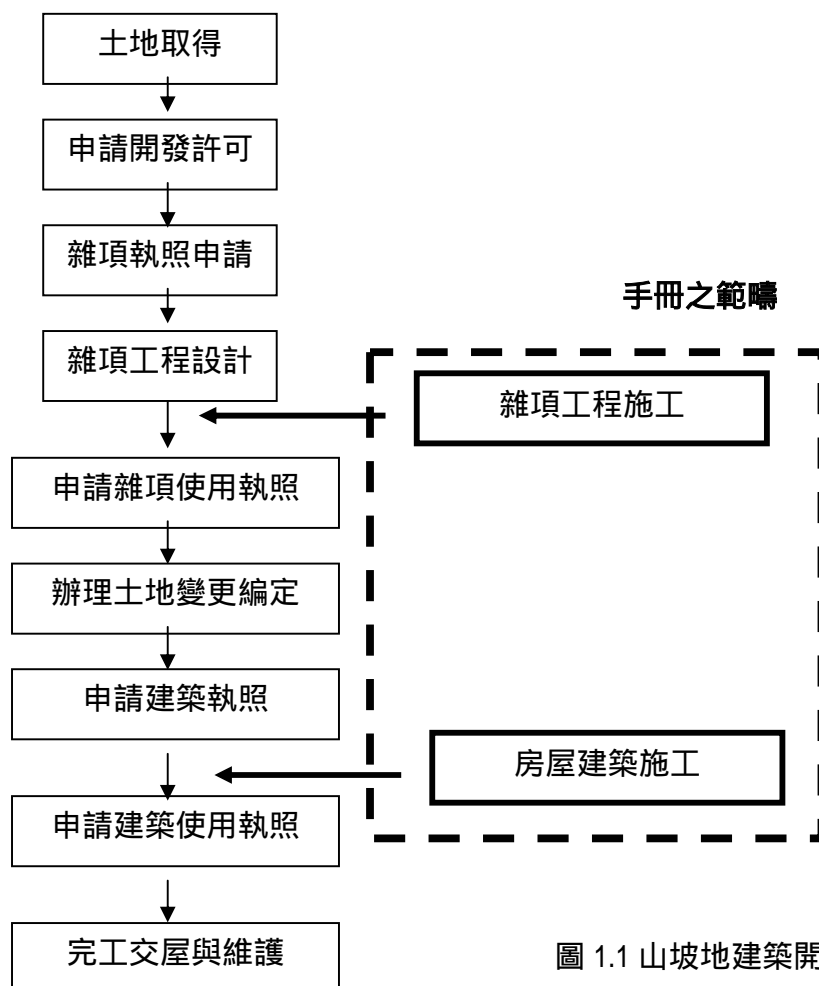 土地取得
申請開發許可
雜項執照申請
手冊之範疇
雜項工程設計
雜項工程施工
申請雜項使用執照
辦理土地變更編定
申請建築執照
房屋建築施工
申請建築使用執照
完工交屋與維護
圖 1.1 山坡地建築開